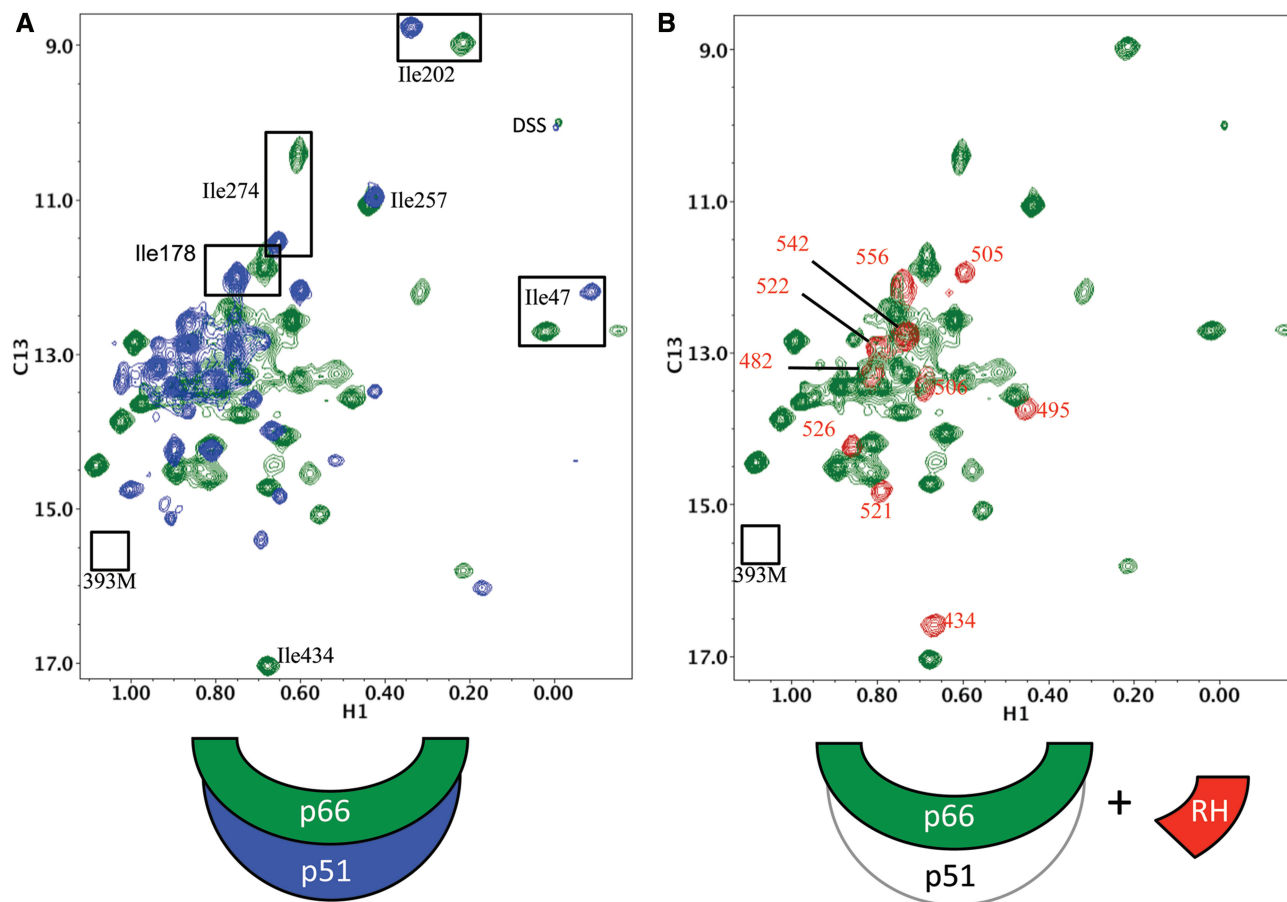 A
B
9.0
11.0
13.0
15.0
17.0
C13
Ile202
DSS
Ile274
Ile257
Ile178
Ile47
393M
Ile434
1.00 0.80 0.60 0.40 0.20 0.00
H1
p66
p51
9.0
11.0
13.0
15.0
17.0
C13
542
556
505
522
482
506
495
526
521
393M
434
1.00 0.80 0.60 0.40 0.20 0.00
H1
p66
+
RH
p51